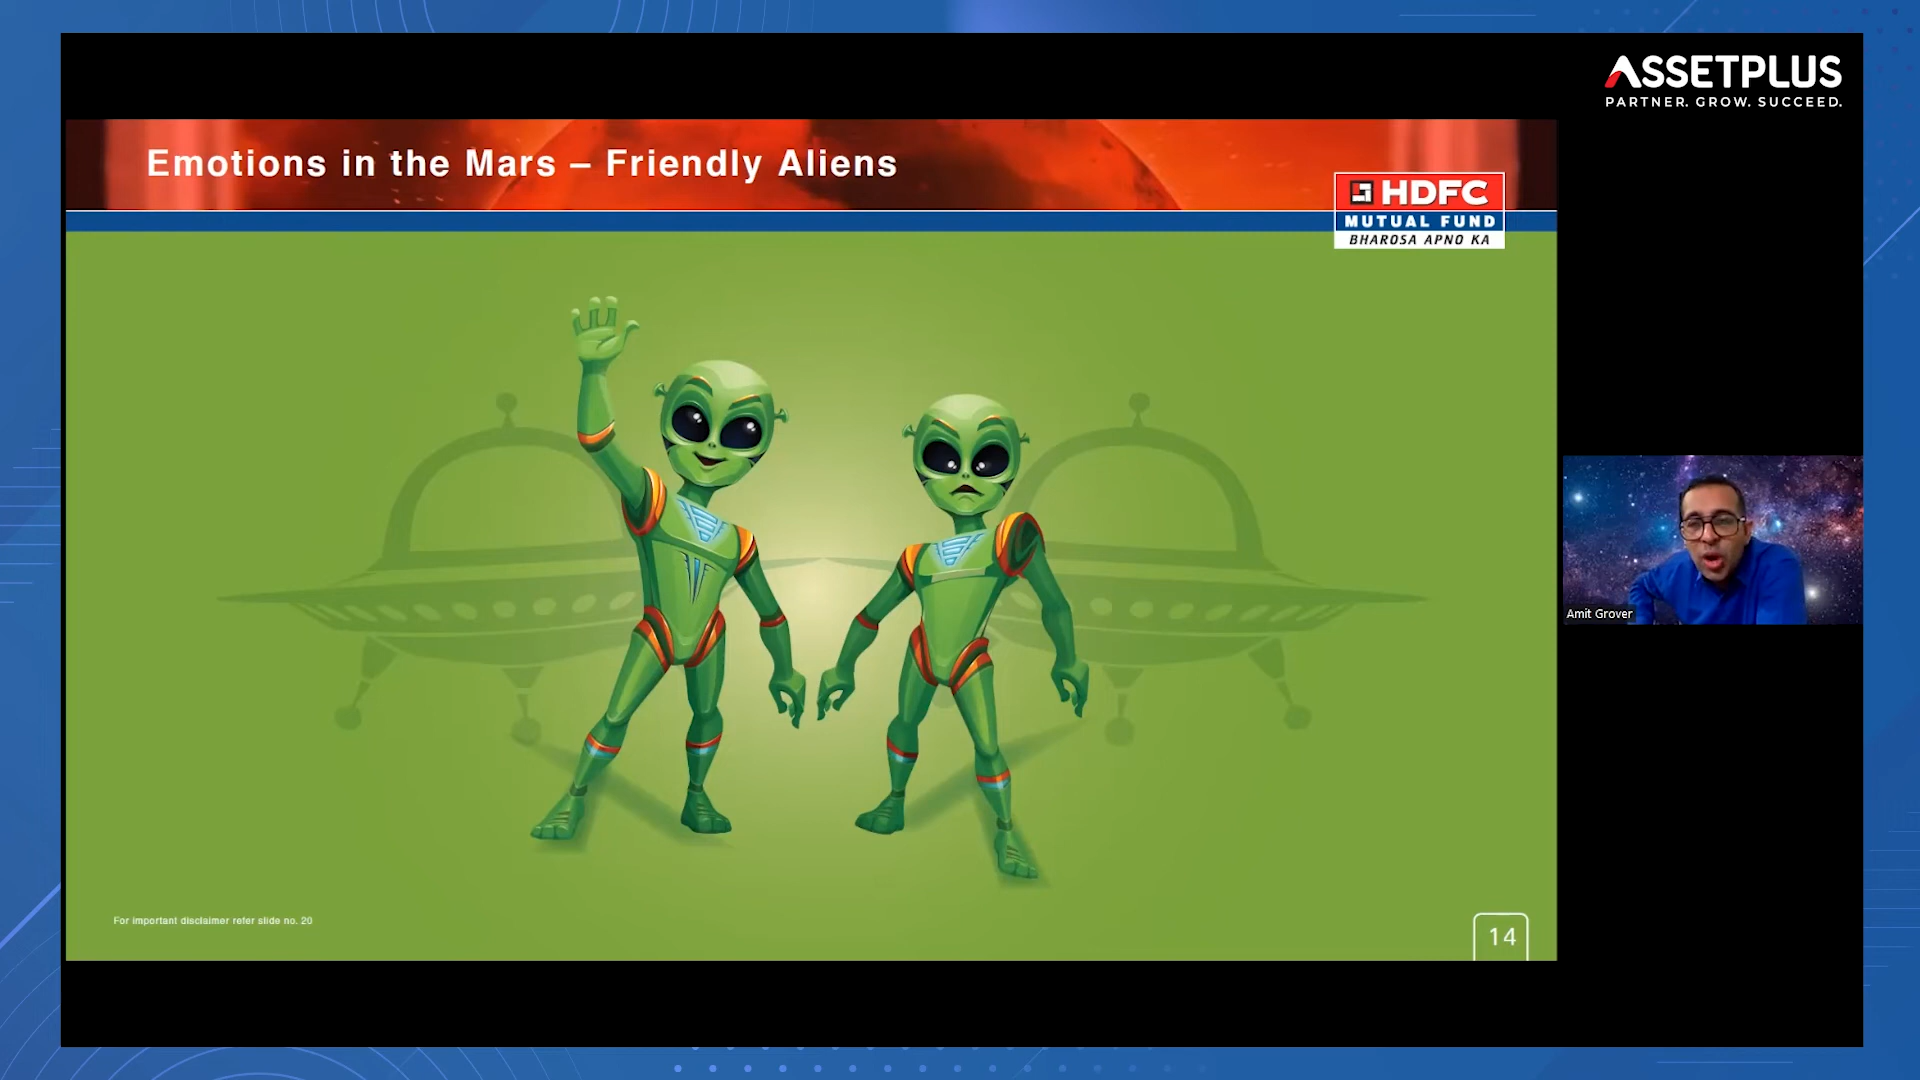 ASSETPLUS
PARTNER. GROW. SUCCEED.
Emotions in the Mars – Friendly Aliens
HDFC
MUTUAL FUND
BHAROSA APNO KA
Amit Grover
For important disclaimer refer slide no. 20
14